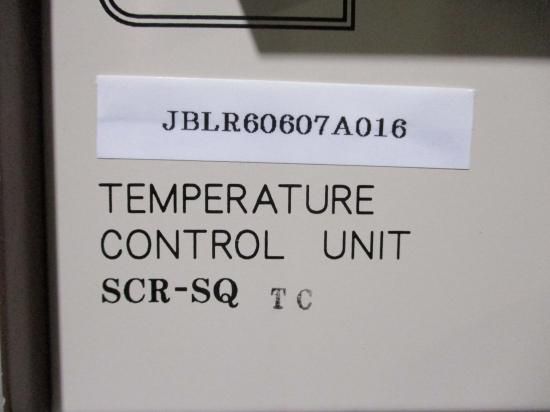 JBLR60607A016
TEMPERATURE
CONTROL UNIT
SCR-SQ TC